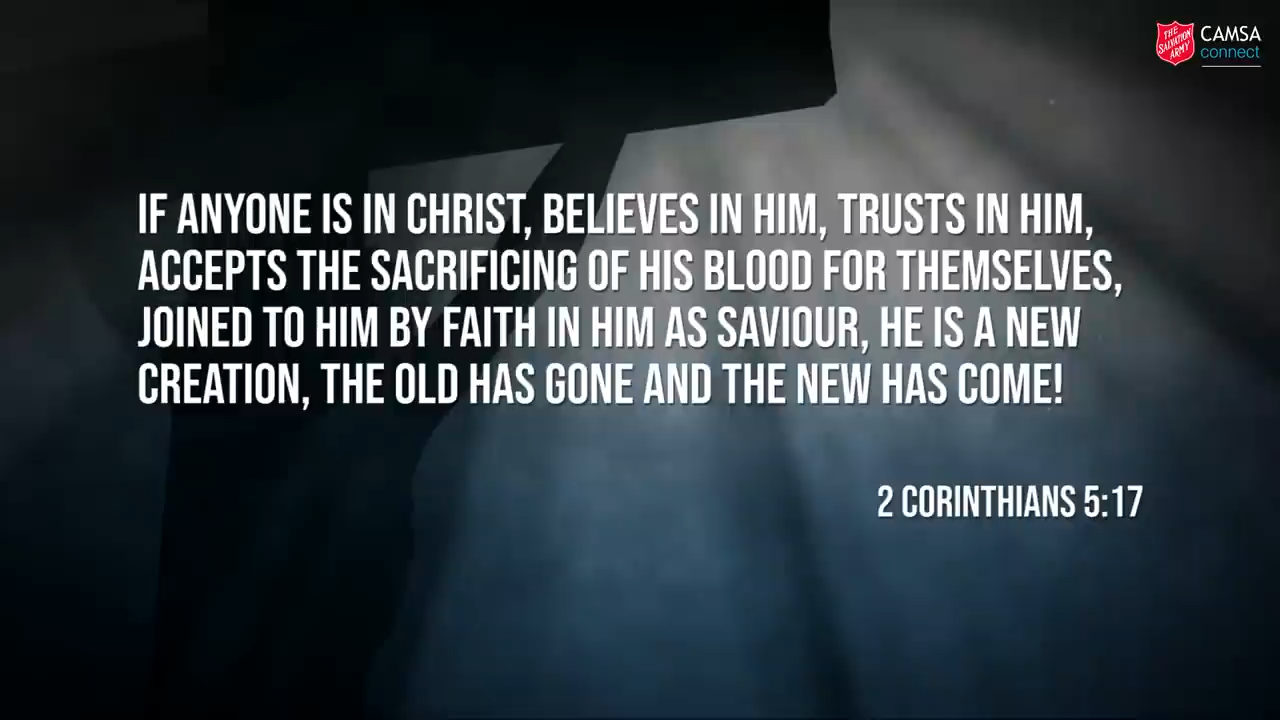 THE
SALVATION
ARMY
CAMSA
connect
IF ANYONE IS IN CHRIST, BELIEVES IN HIM, TRUSTS IN HIM,
ACCEPTS THE SACRIFICING OF HIS BLOOD FOR THEMSELVES,
JOINED TO HIM BY FAITH IN HIM AS SAVIOUR, HE IS A NEW
CREATION, THE OLD HAS GONE AND THE NEW HAS COME!
2 CORINTHIANS 5:17